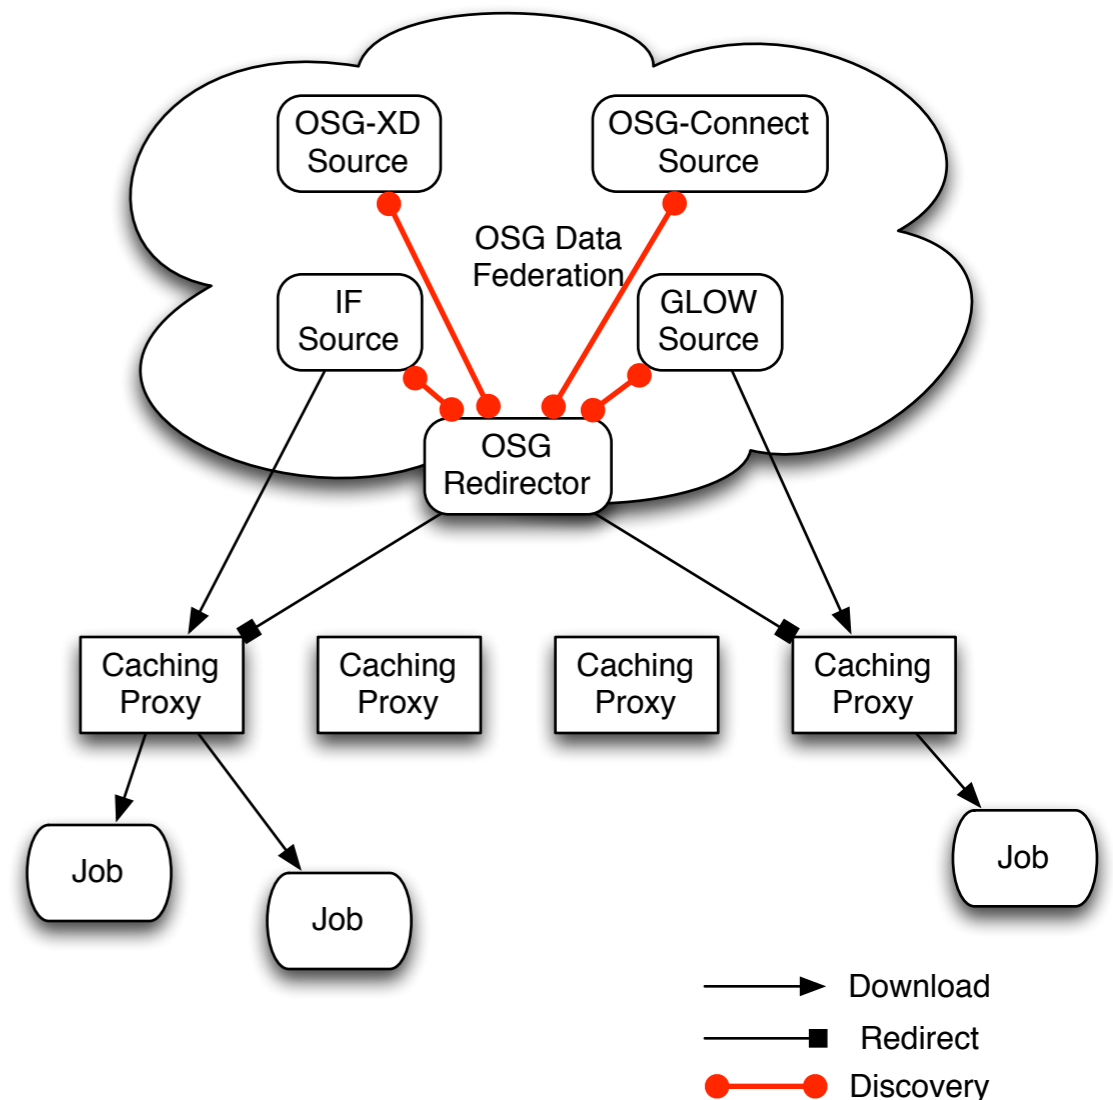 OSG-XD
Source
OSG-Connect
Source
OSG Data
Federation
IF
Source
GLOW
Source
OSG
Redirector
Caching
Proxy
Caching
Proxy
Caching
Proxy
Caching
Proxy
Job
Job
Job
Download
Redirect
Discovery